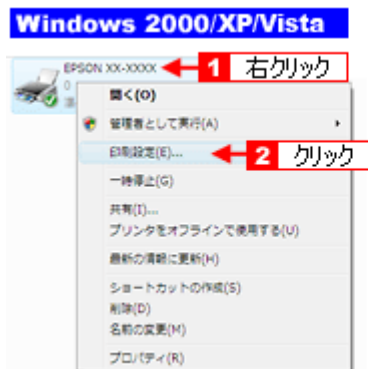 Windows 2000/XP/Vista
EPSON XX-XXXX
1 右クリック
0
開く(O)
管理者として実行(A)
印刷設定(E)...
2 クリック
一時停止(G)
共有(I)...
プリンタをオフラインで使用する(U)
最新の情報に更新(H)
ショートカットの作成(S)
削除(D)
名前の変更(M)
プロパティ(R)